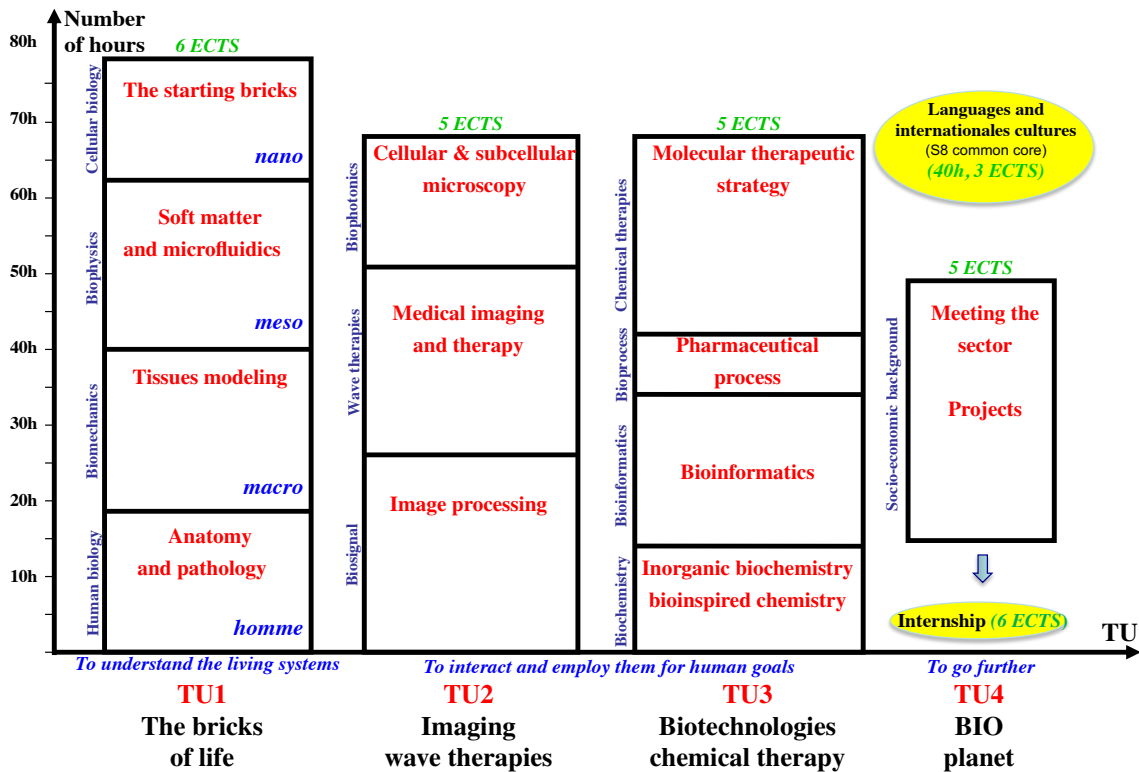 Number
of hours
80h
70h
60h
50h
40h
30h
20h
10h
6 ECTS
Cellular biology
The starting bricks
nano
Biophysics
Soft matter
and microfluidics
meso
Biomechanics
Tissues modeling
macro
Human biology
Anatomy
and pathology
homme
5 ECTS
Biophotonics
Cellular & subcellular
microscopy
Wave therapies
Medical imaging
and therapy
Biosignal
Image processing
5 ECTS
Chemical therapies
Molecular therapeutic
strategy
Bioprocess
Pharmaceutical
process
Bioinformatics
Bioinformatics
Biochemistry
Inorganic biochemistry
bioinspired chemistry
Languages and
internationales cultures
(S8 common core)
(40h, 3 ECTS)
5 ECTS
Socio-economic background
Meeting the
sector
Projects
Internship (6 ECTS)
TU
To understand the living systems
To interact and employ them for human goals
To go further
TU1
The bricks
of life
TU2
Imaging
wave therapies
TU3
Biotechnologies
chemical therapy
TU4
BIO
planet